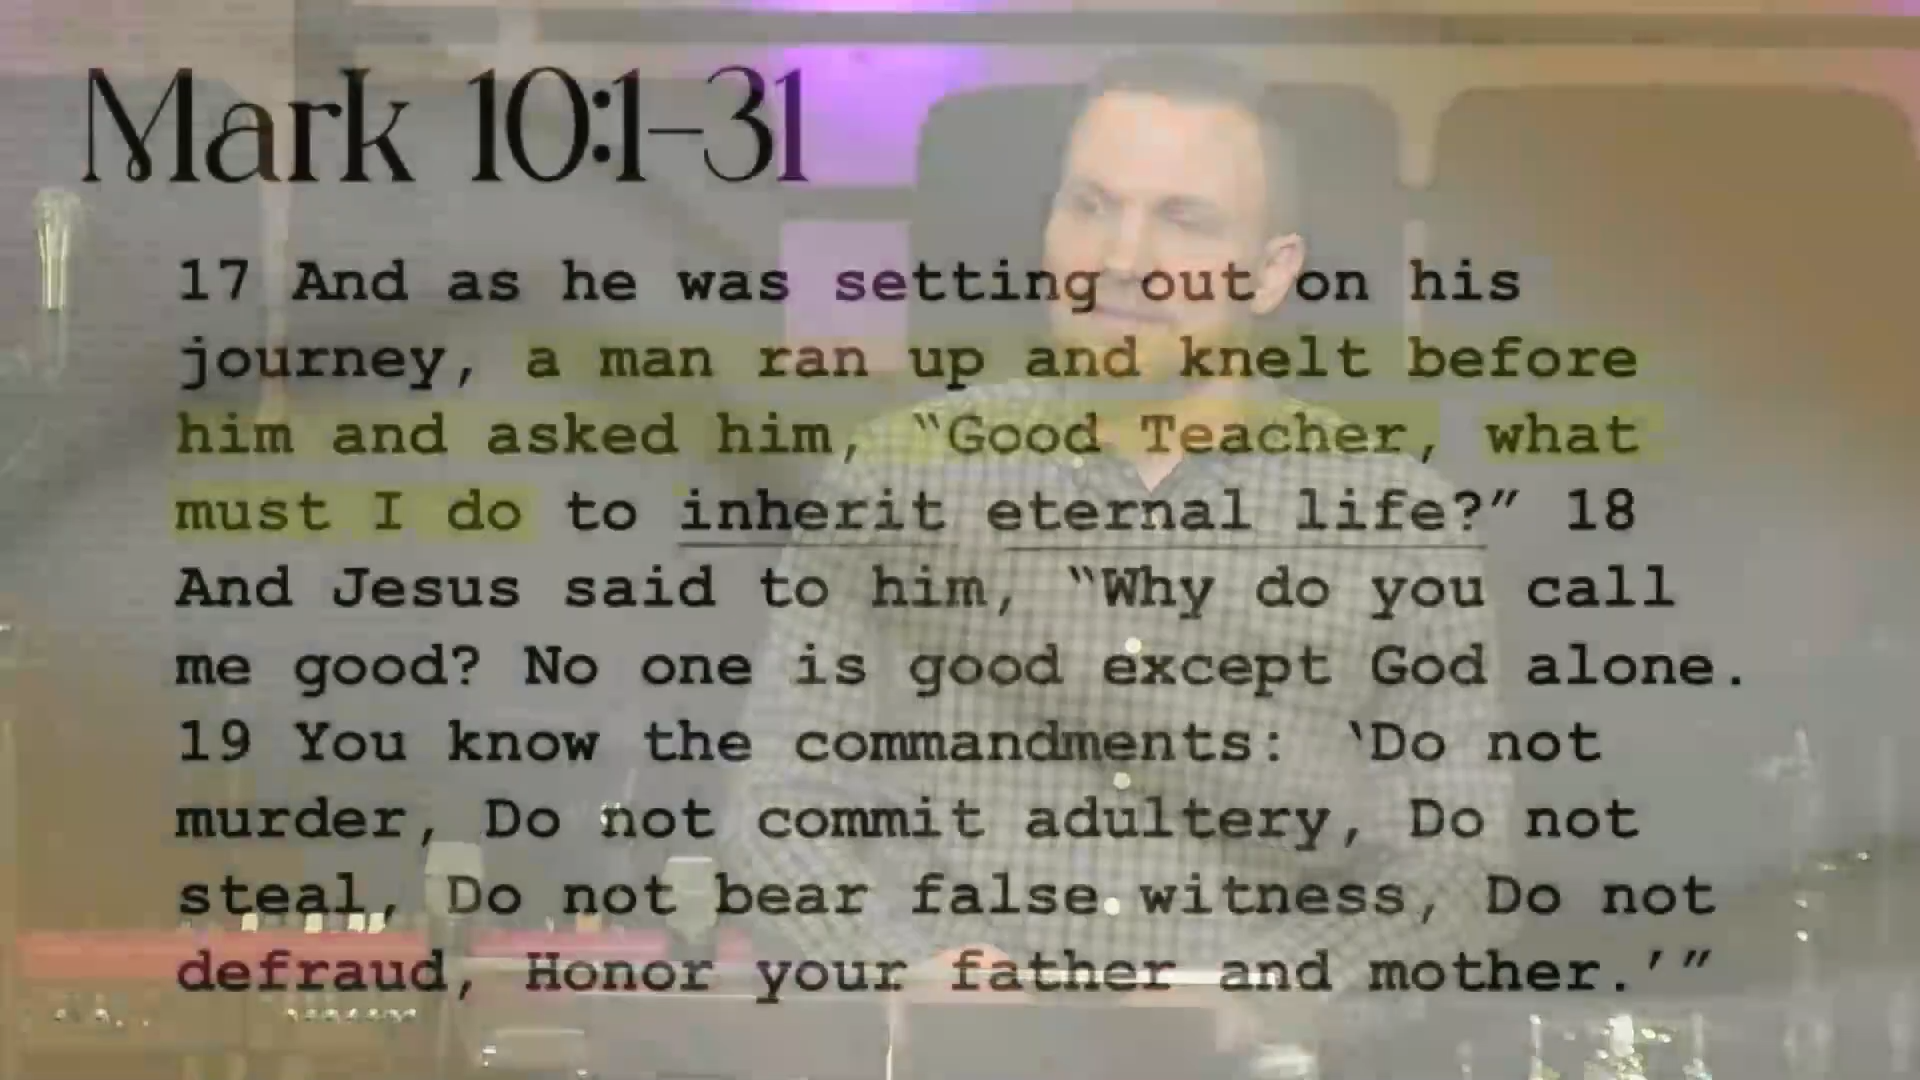 Mark 10:1–31
17 And as he was setting out on his
journey, a man ran up and knelt before
him and asked him, “Good Teacher, what
must I do to inherit eternal life?” 18
And Jesus said to him, “Why do you call
me good? No one is good except God alone.
19 You know the commandments: ‘Do not
murder, Do not commit adultery, Do not
steal, Do not bear false witness, Do not
defraud, Honor your father and mother.’”